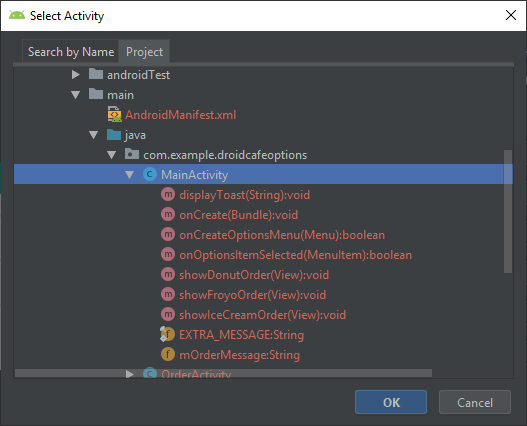 Select Activity
Search by Name Project
androidTest
main
AndroidManifest.xml
java
com.example.droidcafeoptions
MainActivity
displayToast(String):void
onCreate(Bundle):void
onCreateOptionsMenu(Menu):boolean
onOptionsItemSelected(MenuItem):boolean
showDonutOrder(View):void
showFroyoOrder(View):void
showIceCreamOrder(View):void
EXTRA_MESSAGE:String
mOrderMessage:String
OrderActivity
OK Cancel